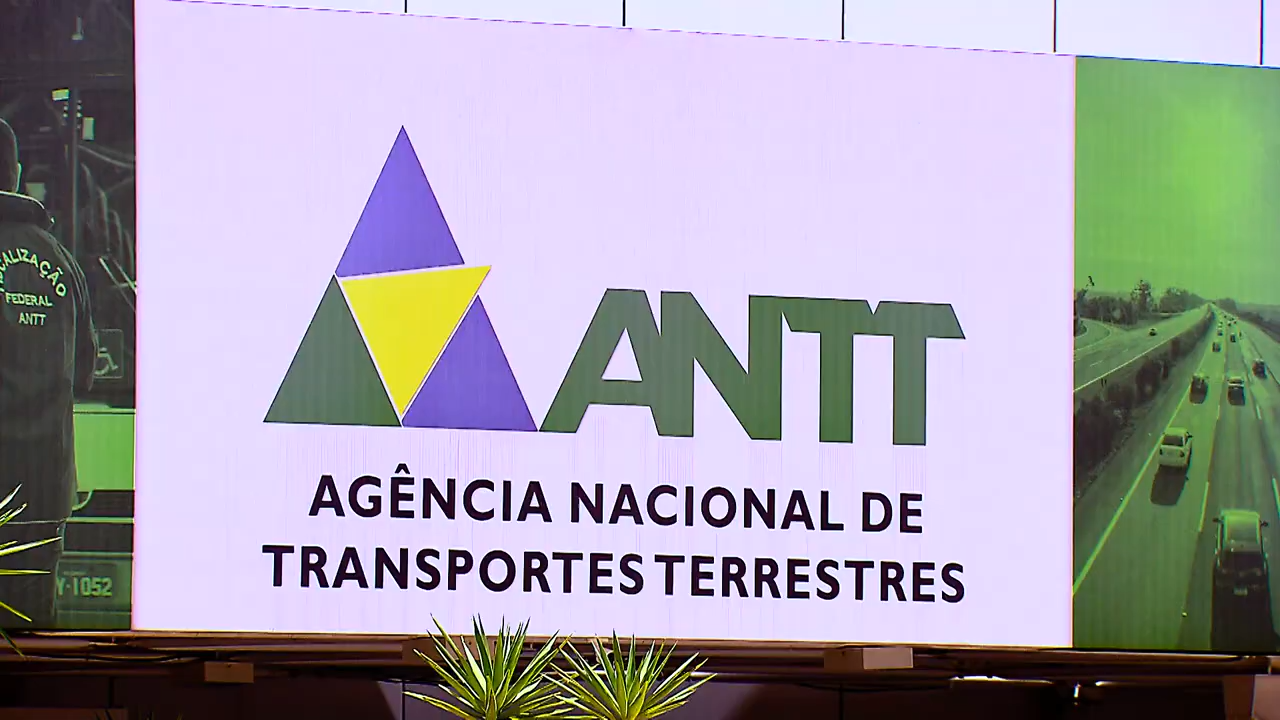 ANTT
AGÊNCIA NACIONAL DE
TRANSPORTES TERRESTRES
FEDERAL
ANTT
Y-1052